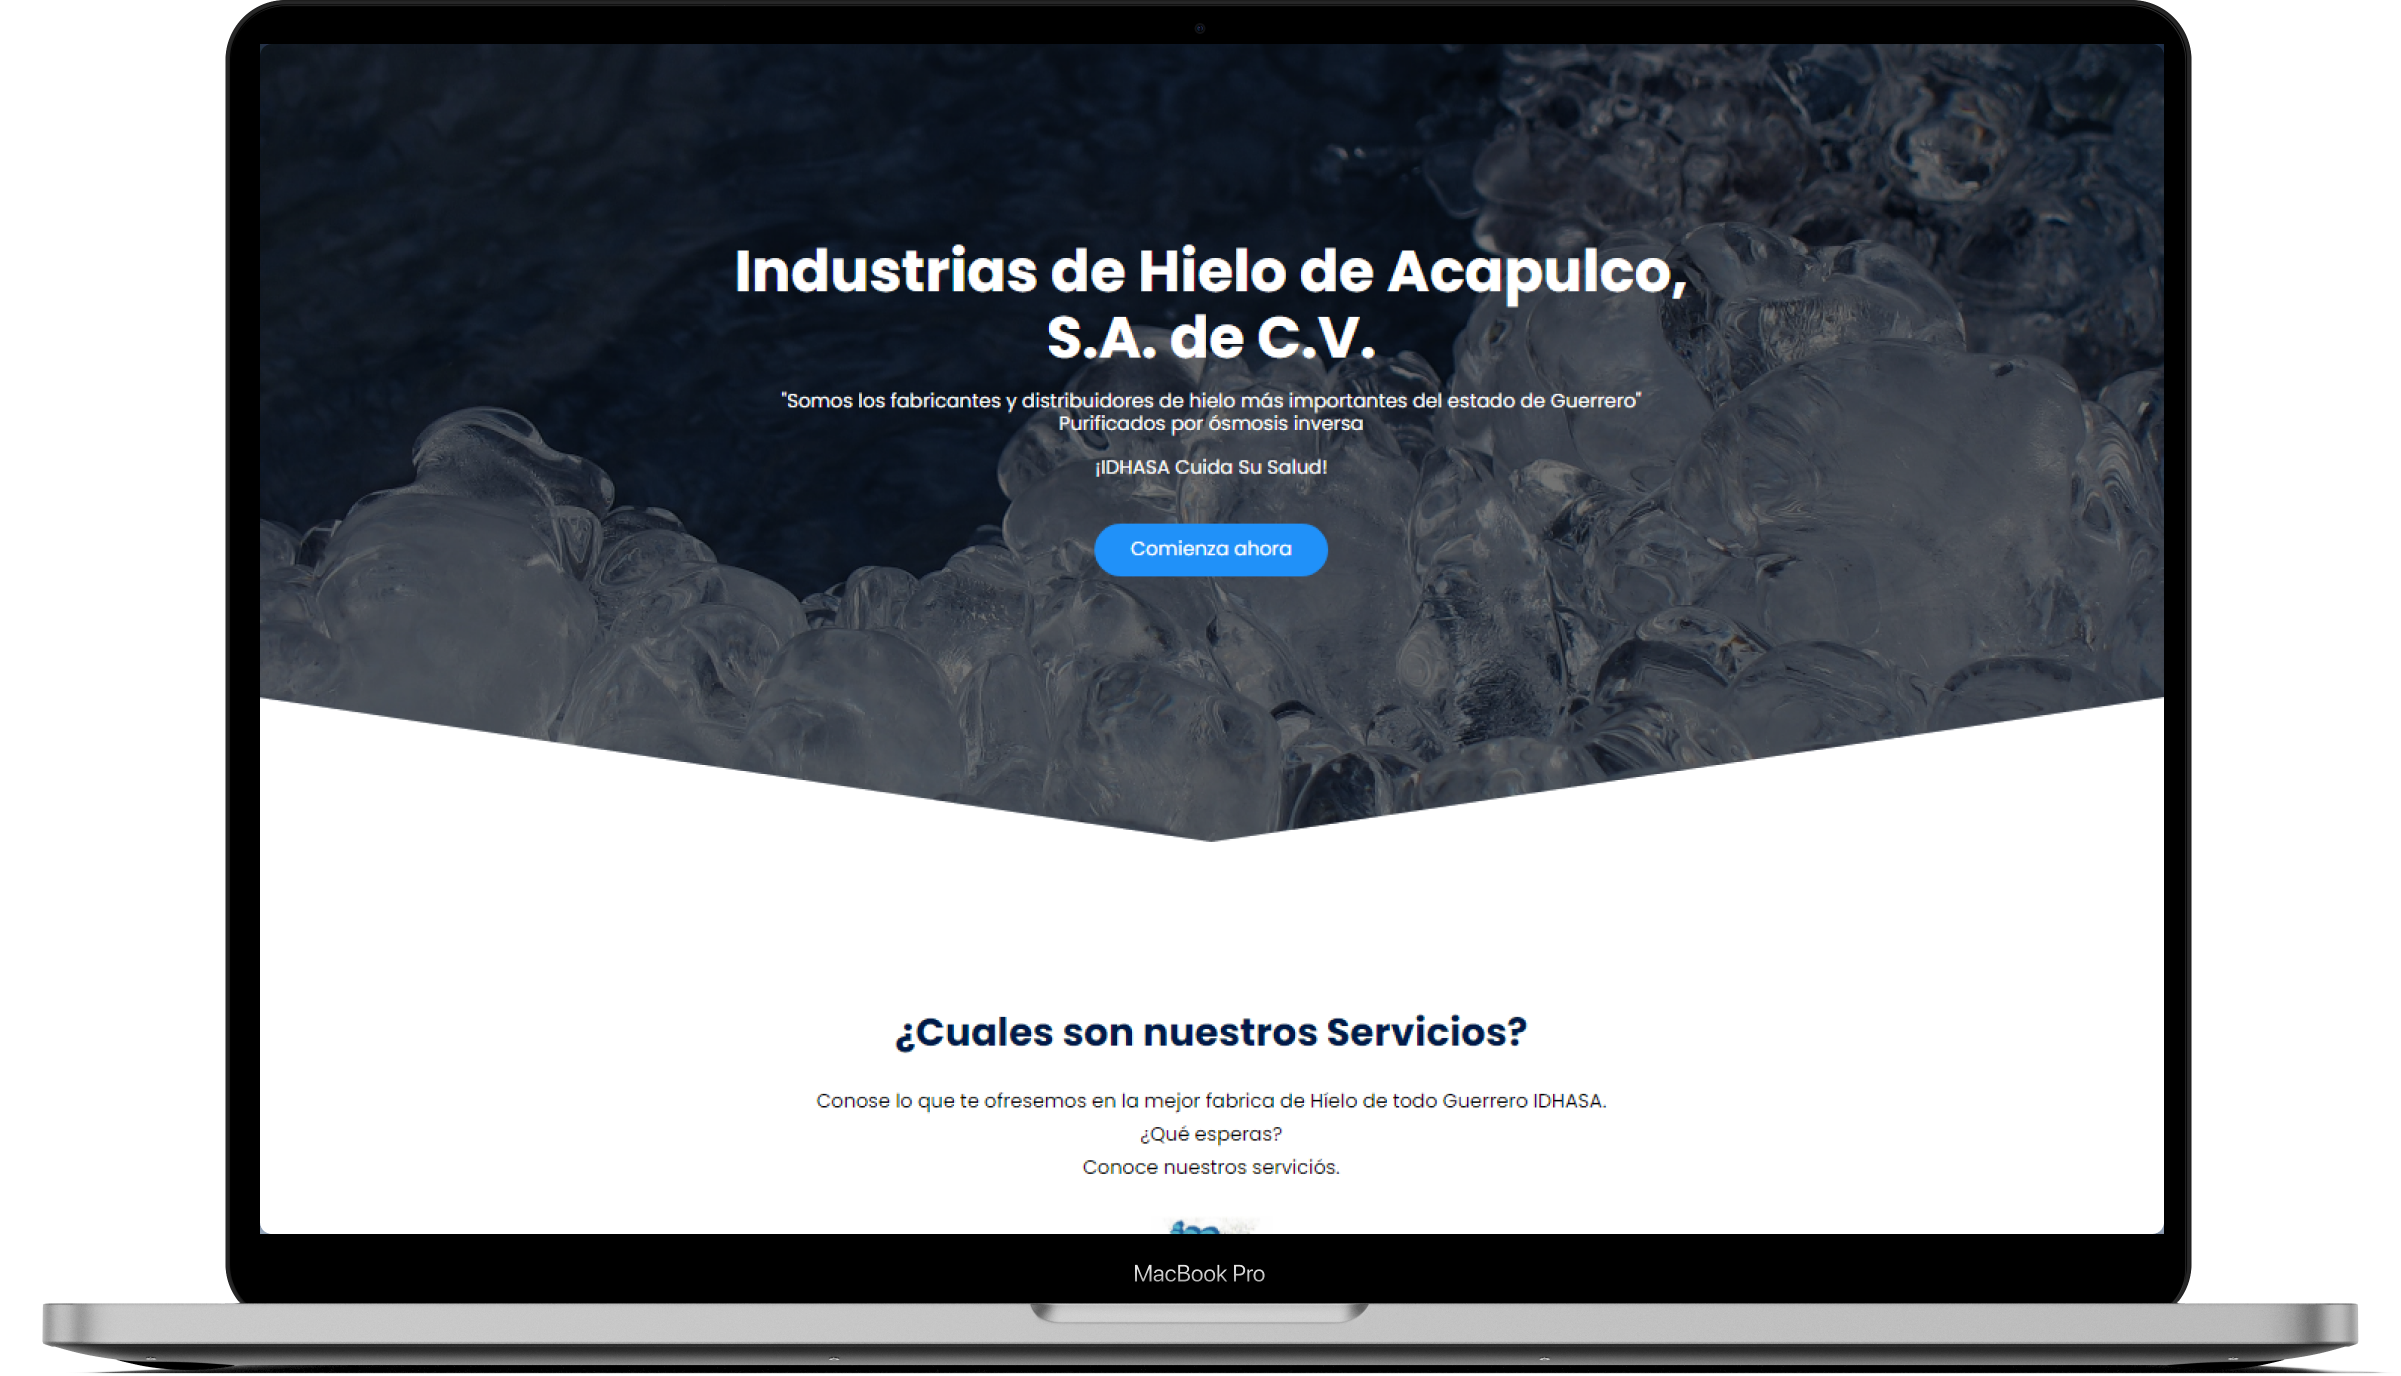 Industrias de Hielo de Acapulco,
S.A. de C.V.
"Somos los fabricantes y distribuidores de hielo más importantes del estado de Guerrero"
Purificados por ósmosis inversa
¡IDHASA Cuida Su Salud!
Comienza ahora
¿Cuales son nuestros Servicios?
Conose lo que te ofresemos en la mejor fabrica de Híelo de todo Guerrero IDHASA.
¿Qué esperas?
Conoce nuestros serviciós.
MacBook Pro